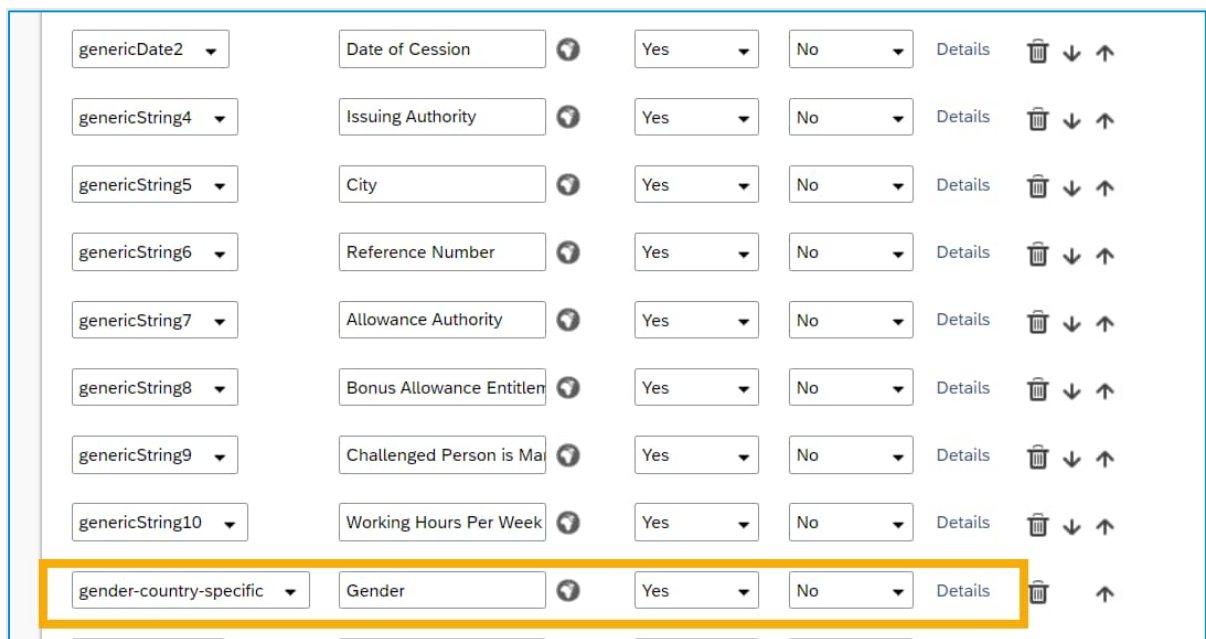 genericDate2 Date of Cession Yes No Details
genericString4 Issuing Authority Yes No Details
genericString5 City Yes No Details
genericString6 Reference Number Yes No Details
genericString7 Allowance Authority Yes No Details
genericString8 Bonus Allowance Entitlem Yes No Details
genericString9 Challenged Person is Mar Yes No Details
genericString10 Working Hours Per Week Yes No Details
gender-country-specific Gender Yes No Details